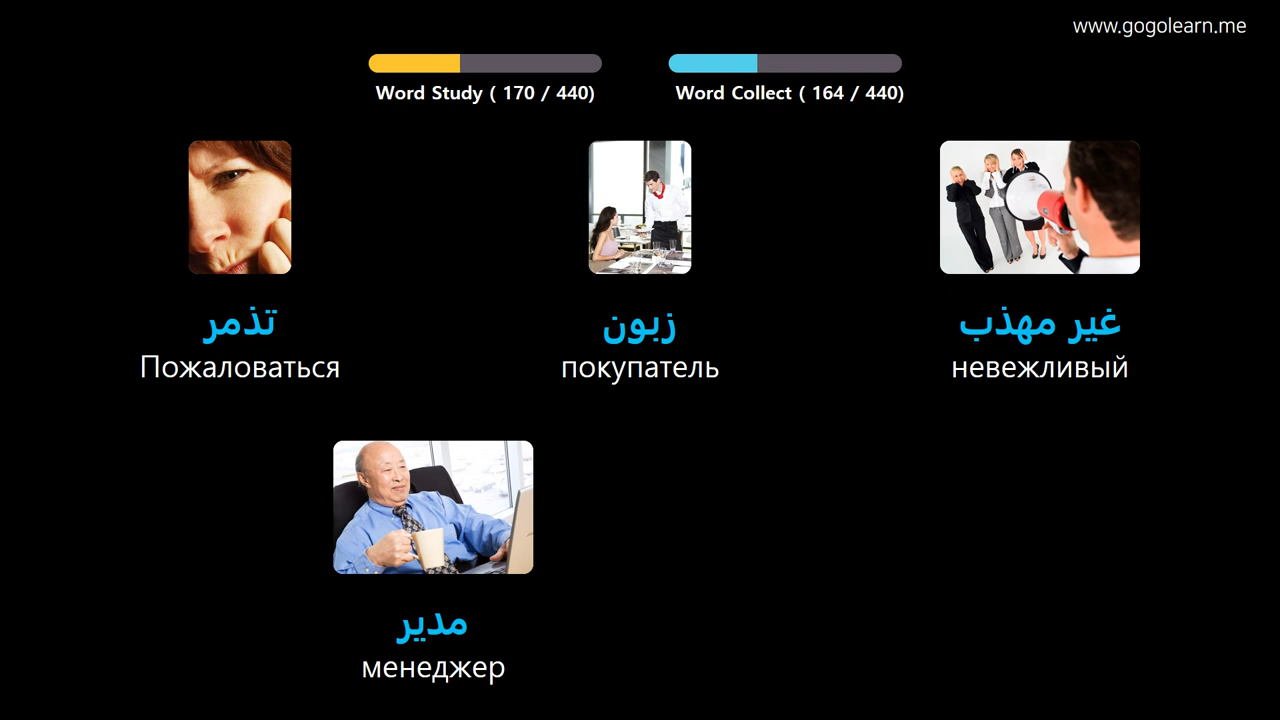 www.gogolearn.me
Word Study ( 170 / 440)
Word Collect ( 164 / 440)
تذمر
Пожаловаться
زبون
покупатель
غير مهذب
невежливый
مدير
менеджер